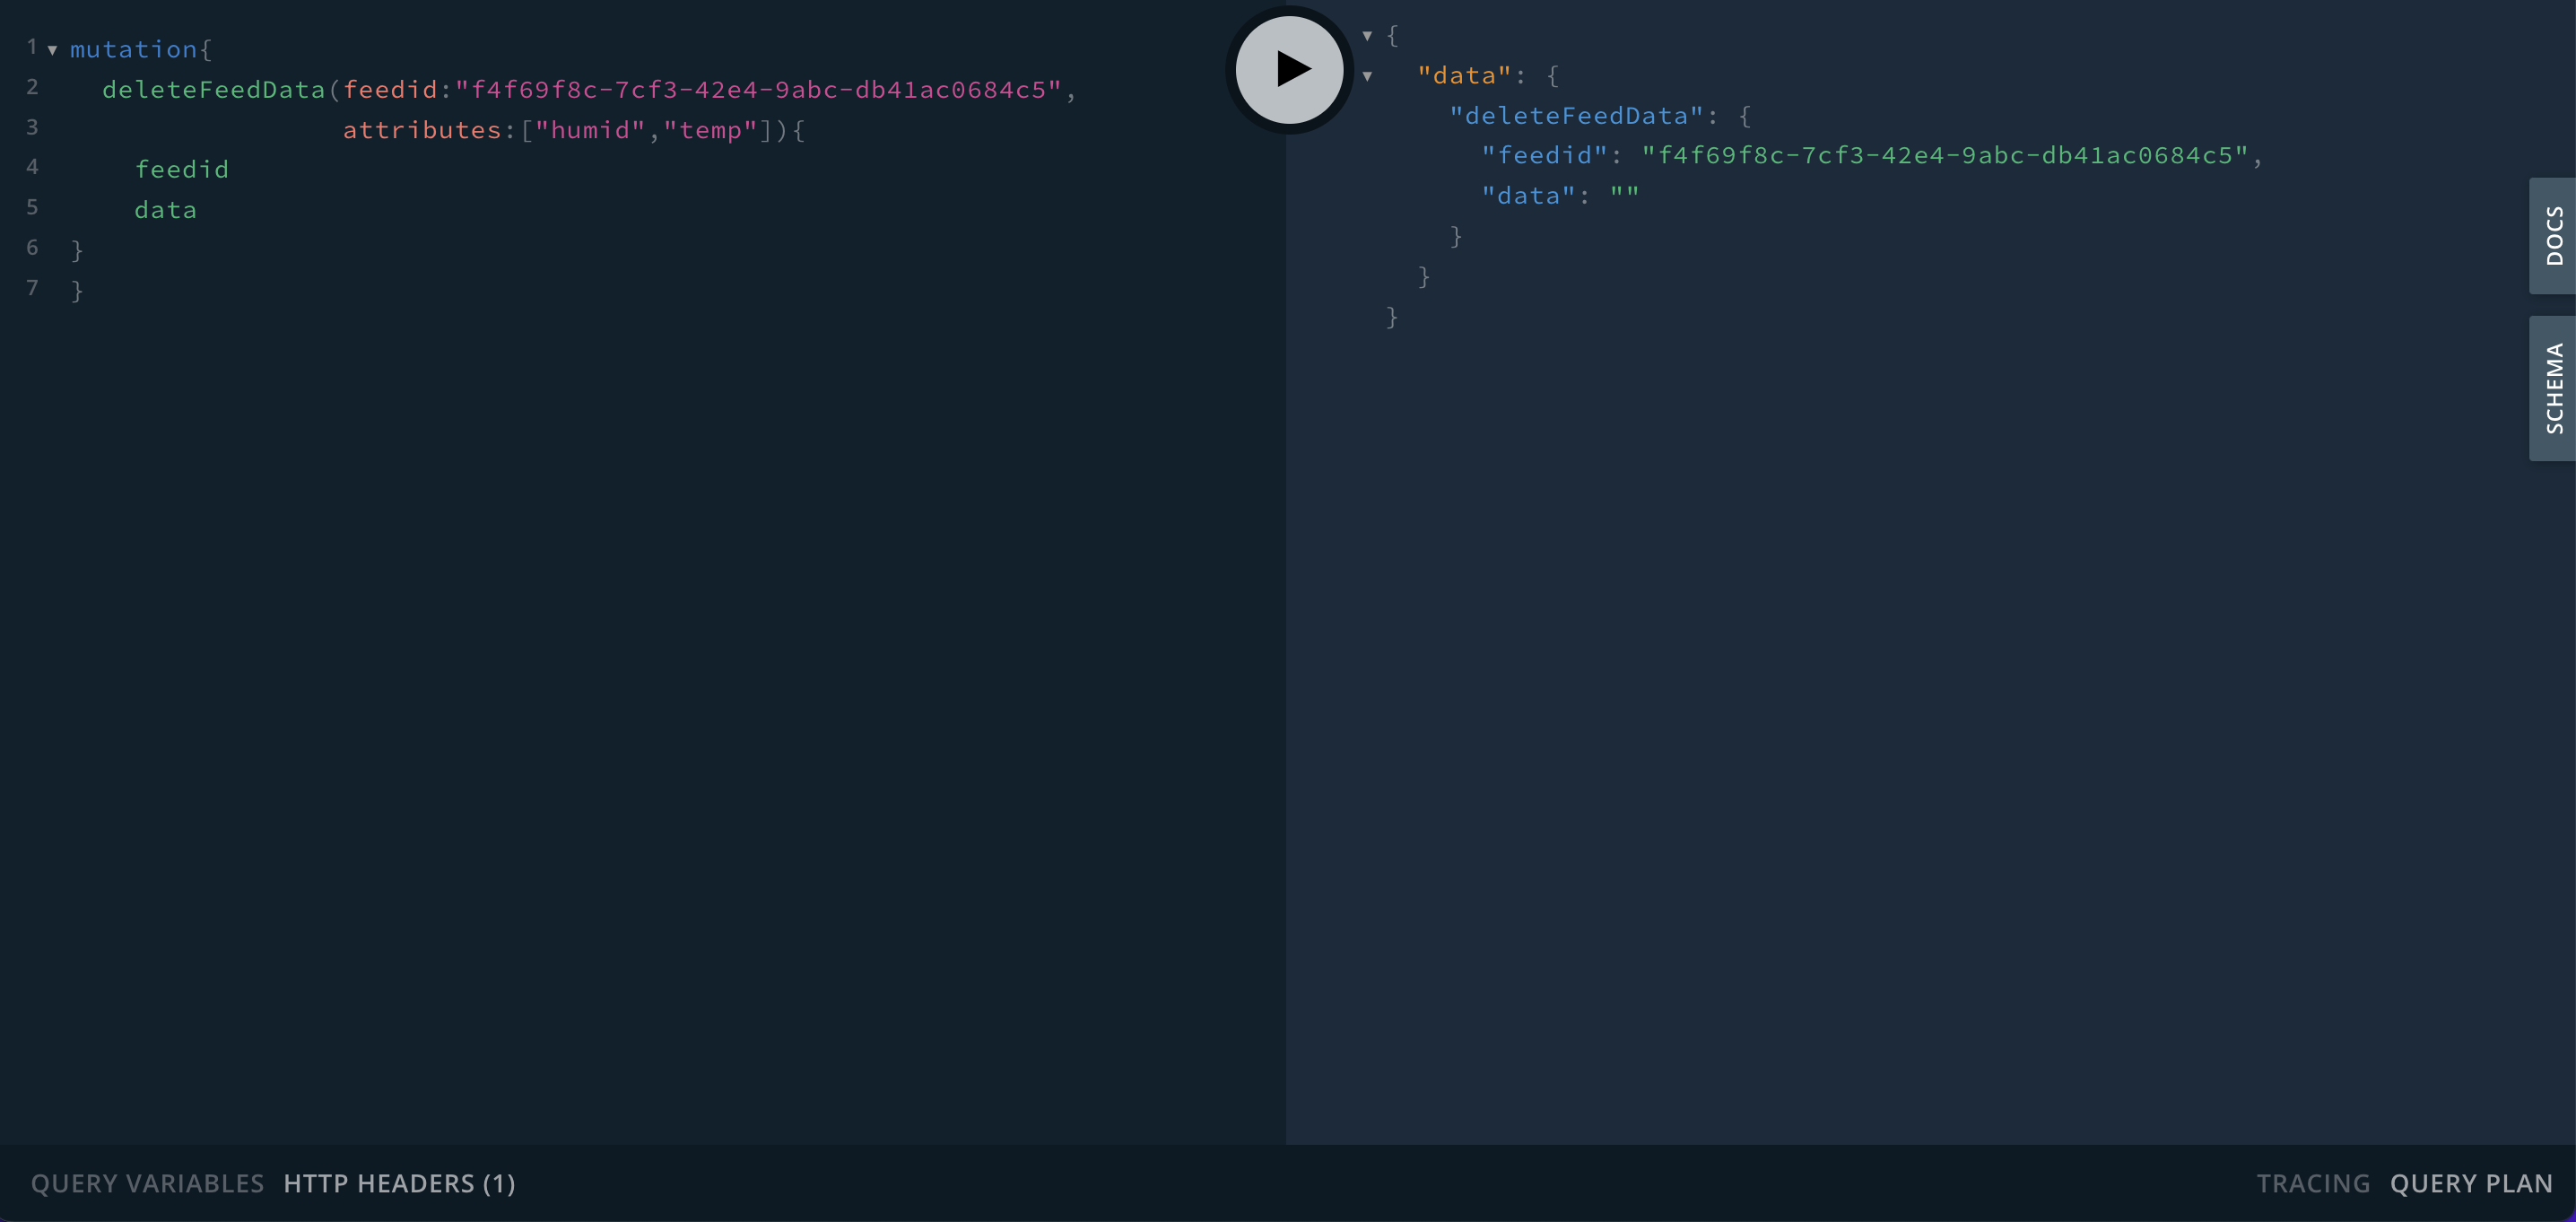 1 mutation{
2 deleteFeedData(feedid:"f4f69f8c-7cf3-42e4-9abc-db41ac0684c5",
3 attributes:["humid","temp"]){
4 feedid
5 data
6 }
7 }
{
"data": {
"deleteFeedData": {
"feedid": "f4f69f8c-7cf3-42e4-9abc-db41ac0684c5",
"data": ""
}
}
}
DOCS
SCHEMA
QUERY VARIABLES HTTP HEADERS (1)
TRACING QUERY PLAN